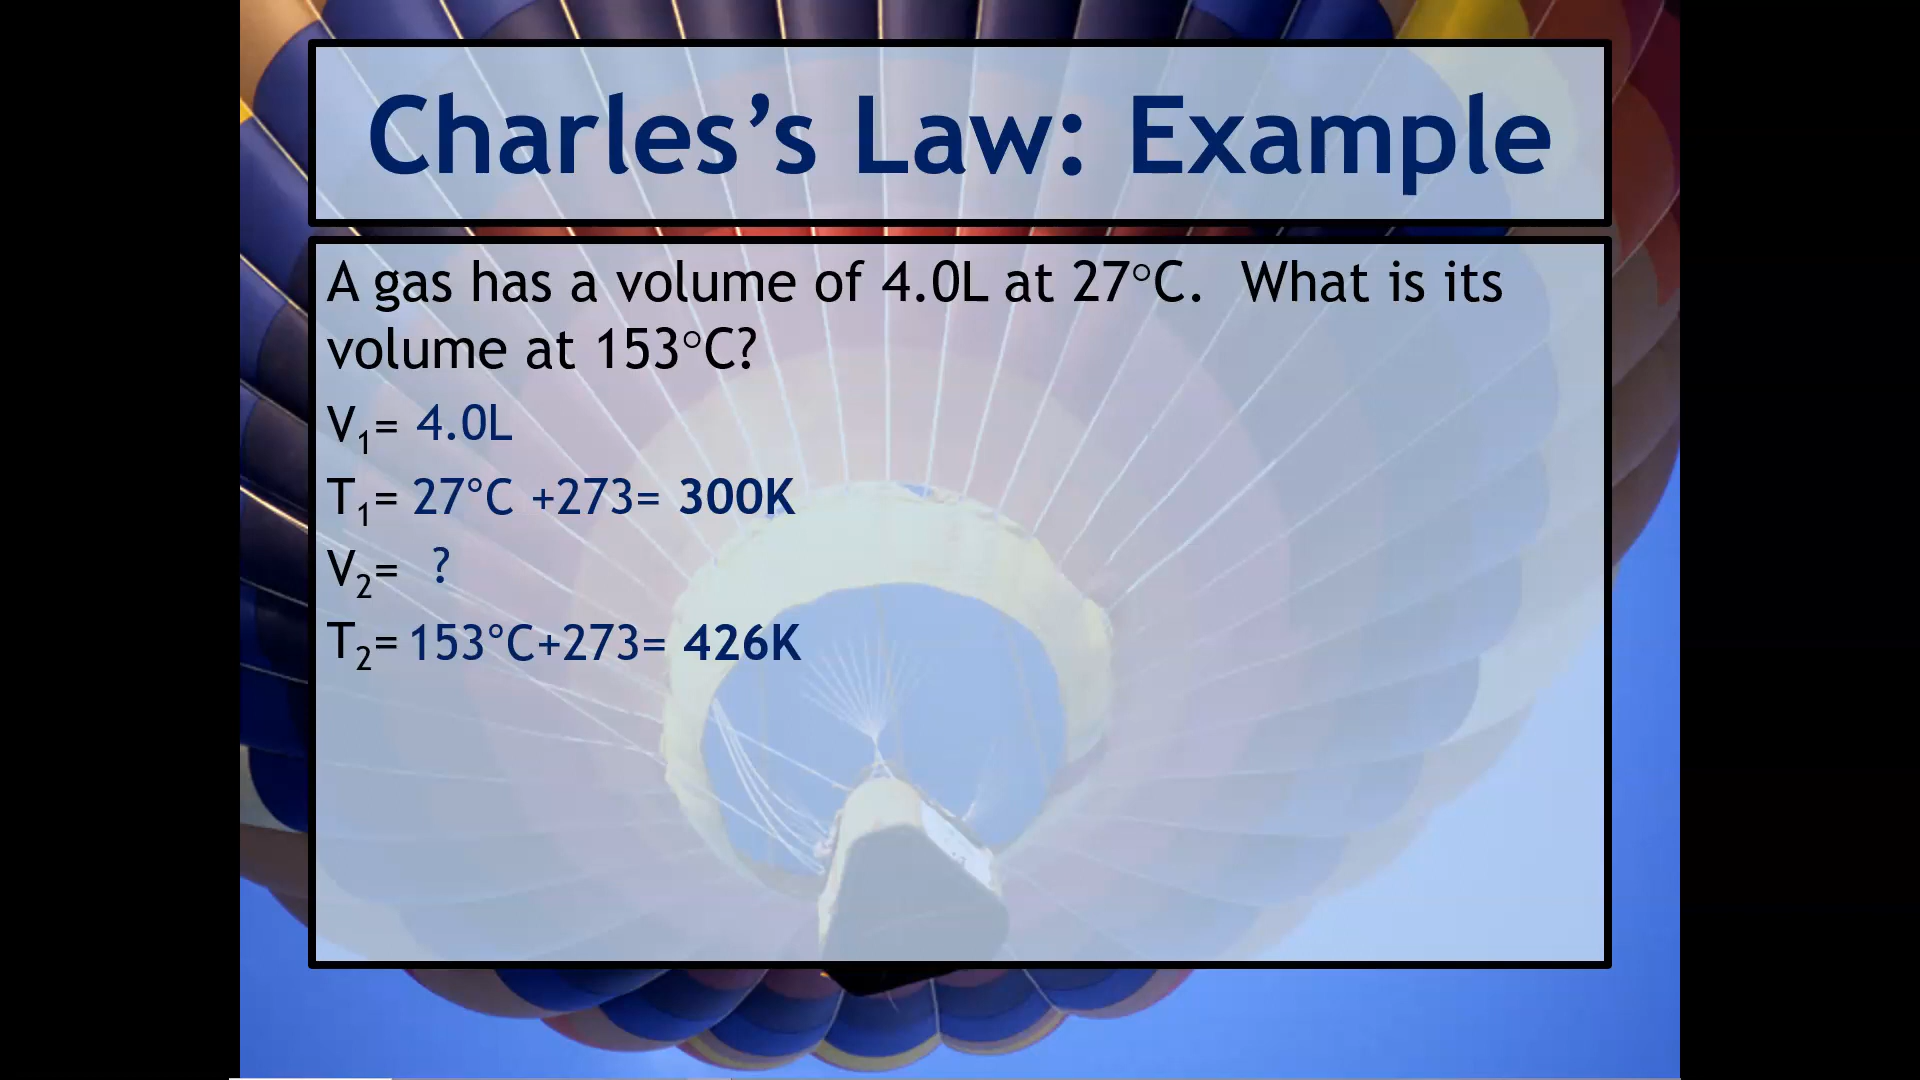 Charles’s Law: Example
A gas has a volume of 4.0L at 27°C. What is its
volume at 153°C?
V₁= 4.0L
T₁= 27°C +273= 300K
V₂= ?
T₂= 153°C+273= 426K